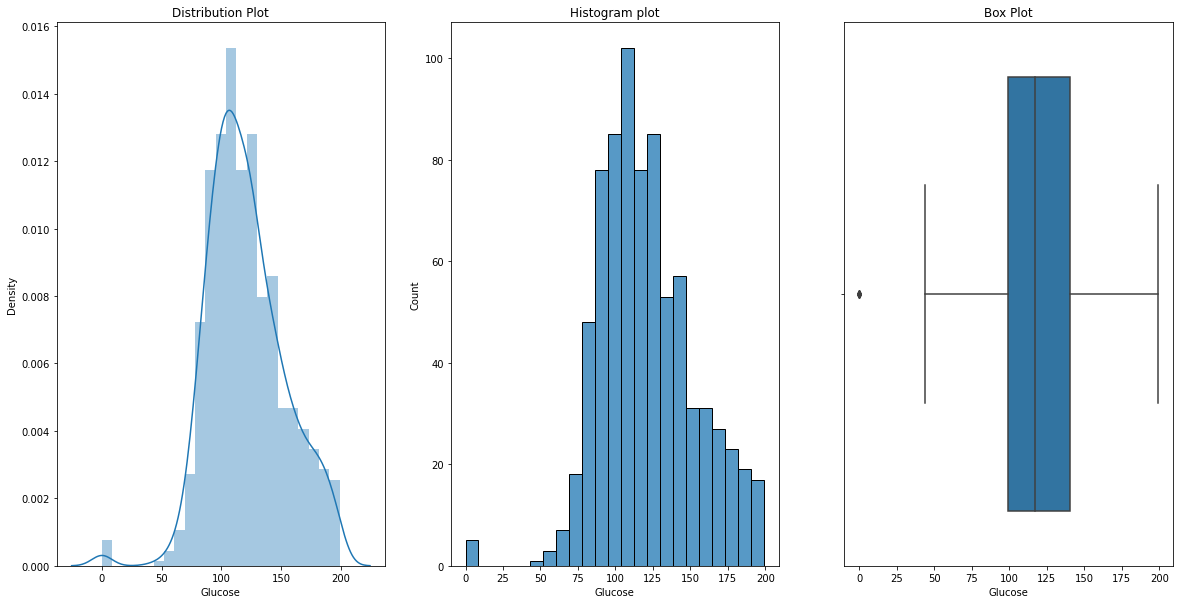 Distribution Plot
0.016
0.014
0.012
0.010
0.008
0.006
0.004
0.002
0.000
Density
0 50 100 150 200
Glucose
Histogram plot
100
80
60
40
20
0
Count
0 25 50 75 100 125 150 175 200
Glucose
Box Plot
0 25 50 75 100 125 150 175 200
Glucose